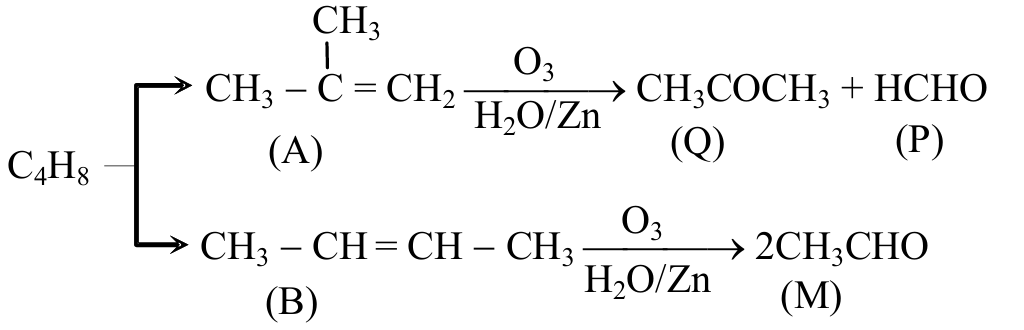 CH₃
CH₃ – C = CH₂ O₃ CH₃COCH₃ + HCHO
H₂O/Zn
(A) (Q) (P)
C₄H₈
CH₃ – CH = CH – CH₃ O₃ 2CH₃CHO
H₂O/Zn
(B) (M)